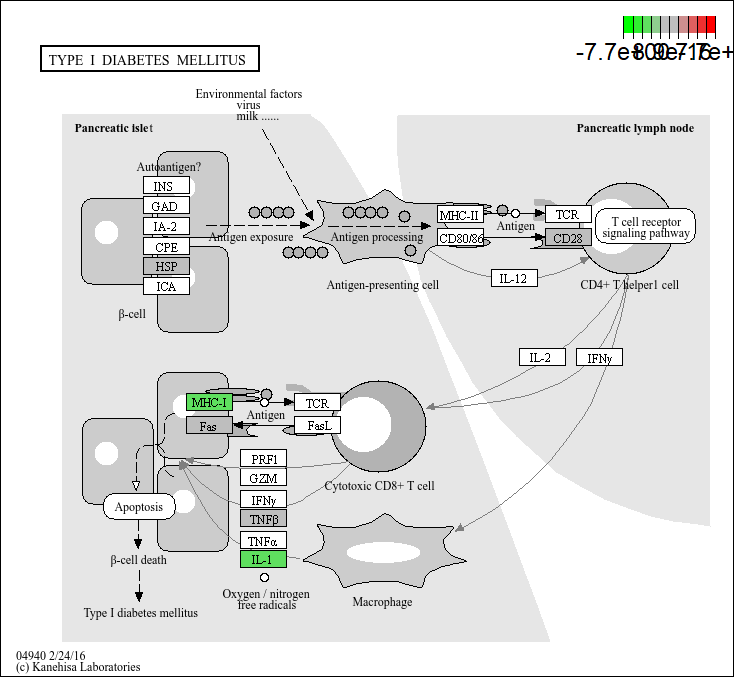 TYPE I DIABETES MELLITUS
Environmental factors
virus
milk ......
Pancreatic islet
Pancreatic lymph node
Autoantigen?
INS
GAD
IA-2
CPE
HSP
ICA
β-cell
Antigen exposure
Antigen processing
Antigen-presenting cell
MHC-II
CD80/86
Antigen
TCR
CD28
T cell receptor
signaling pathway
IL-12
CD4+ T helper1 cell
IL-2
IFNγ
MHC-I
Fas
Antigen
TCR
FasL
PRF1
GZM
IFNγ
TNFβ
TNFα
IL-1
Cytotoxic CD8+ T cell
Apoptosis
β-cell death
Type I diabetes mellitus
Oxygen / nitrogen
free radicals
Macrophage
04940 2/24/16
(c) Kanehisa Laboratories